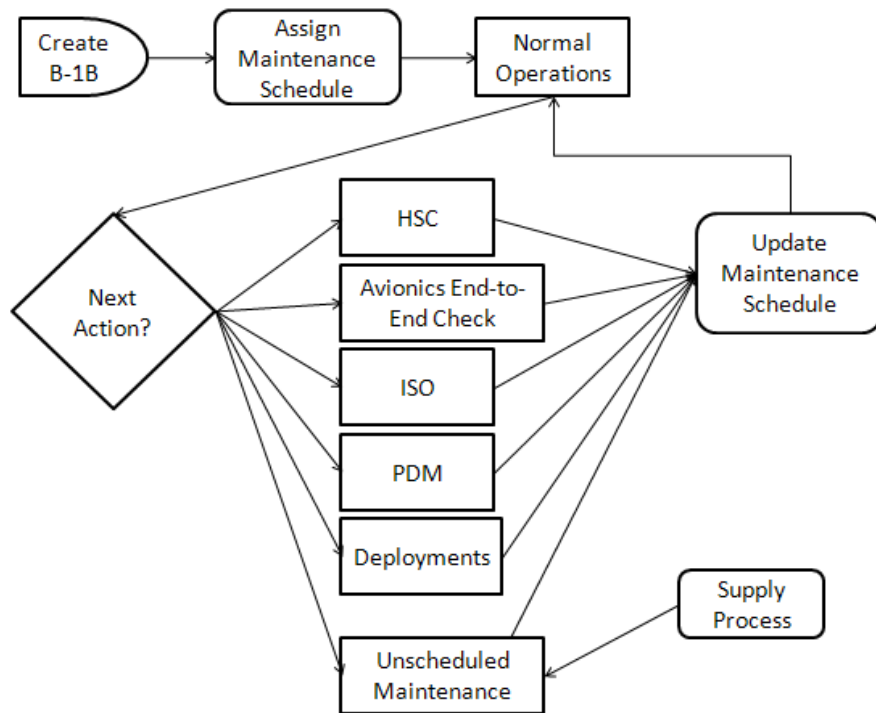 Create
B-1B
Assign
Maintenance
Schedule
Normal
Operations
Next
Action?
HSC
Avionics End-to-
End Check
ISO
PDM
Deployments
Unscheduled
Maintenance
Update
Maintenance
Schedule
Supply
Process